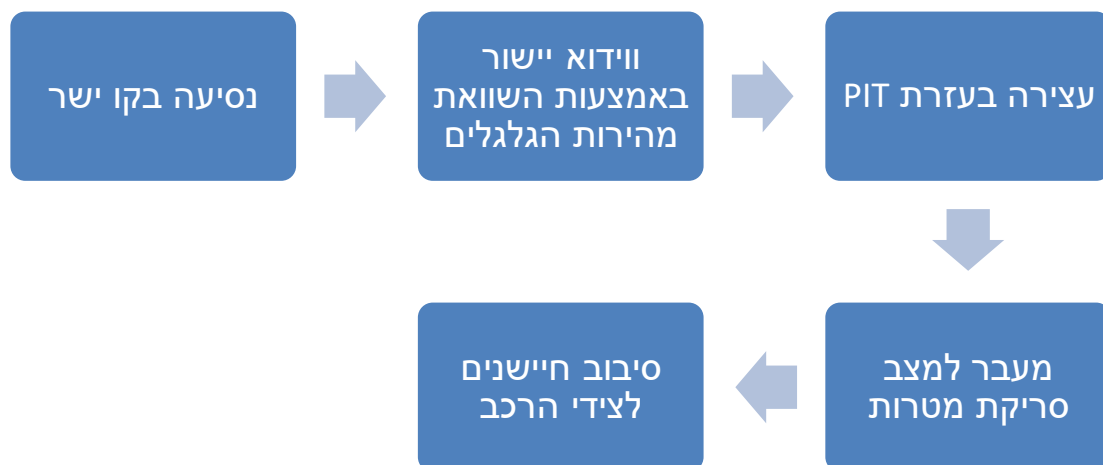 נסיעה בקו ישר
ווידוא יישור
באמצעות השוואת
מהירות הגלגלים
עצירה בעזרת PIT
מעבר למצב
סריקת מטרות
סיבוב חיישנים
לצידי הרכב